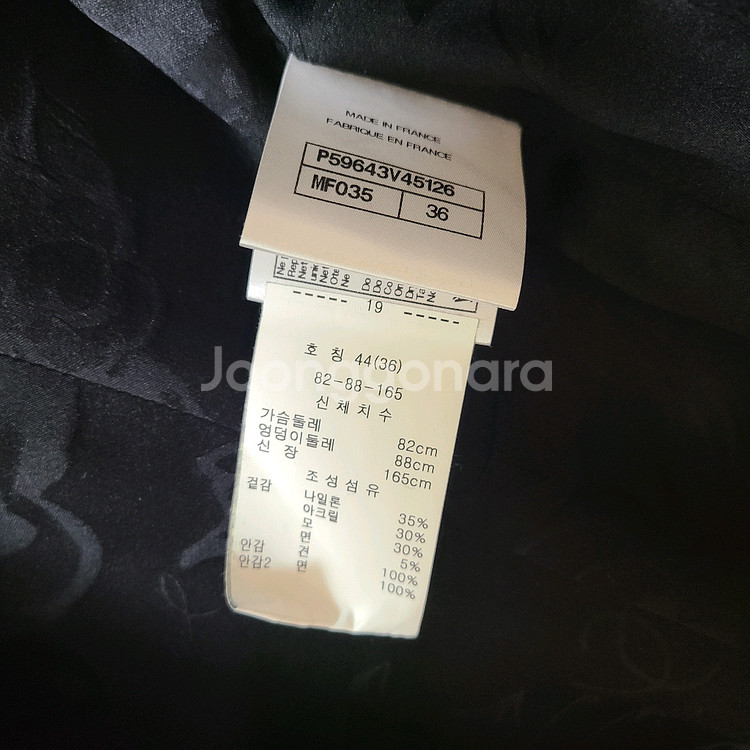 MADE IN FRANCE
FABRIQUE EN FRANCE
P59643V45126
MF035 36
19
호 칭 44(36)
82-88-165
신 체 치 수
가슴둘레 82cm
엉덩이둘레 88cm
신 장 165cm
조 성 섬 유
겉감 나일론 35%
아크릴 30%
모 30%
면 5%
안감 견 100%
안감2 면 100%
Joonggonara